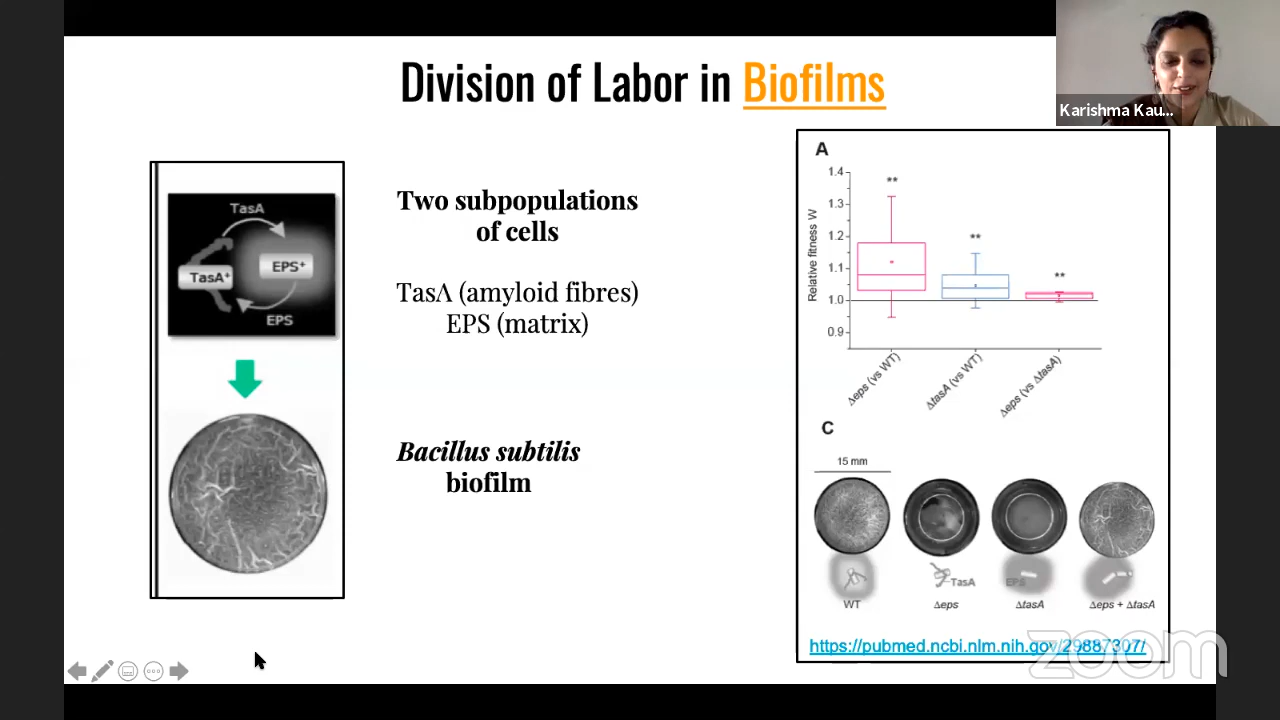 Division of Labor in Biofilms
Karishma Kau...
TasA
TasA⁺
EPS⁺
EPS
Two subpopulations
of cells
TasA (amyloid fibres)
EPS (matrix)
Bacillus subtilis
biofilm
A
Relative fitness W
1.4
1.3
1.2
1.1
1.0
0.9
**
**
**
Δeps (vs WT)
ΔtasA (vs WT)
Δeps (vs ΔtasA)
C
15 mm
TasA
EPS
WT
Δeps
ΔtasA
Δeps + ΔtasA
https://pubmed.ncbi.nlm.nih.gov/29887307/
zoom